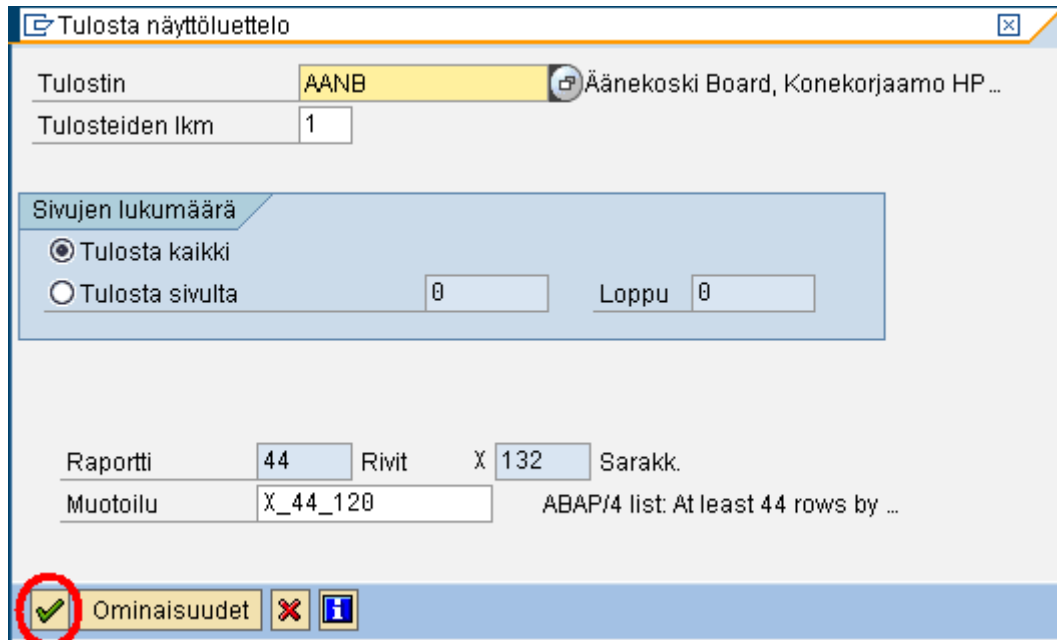 Tulosta näyttöluettelo
Tulostin AANB Äänekoski Board, Konekorjaamo HP ...
Tulosteiden lkm 1
Sivujen lukumäärä
Tulosta kaikki
Tulosta sivulta 0 Loppu 0
Raportti 44 Rivit X 132 Sarakk.
Muotoilu X_44_120 ABAP/4 list: At least 44 rows by ...
Ominaisuudet